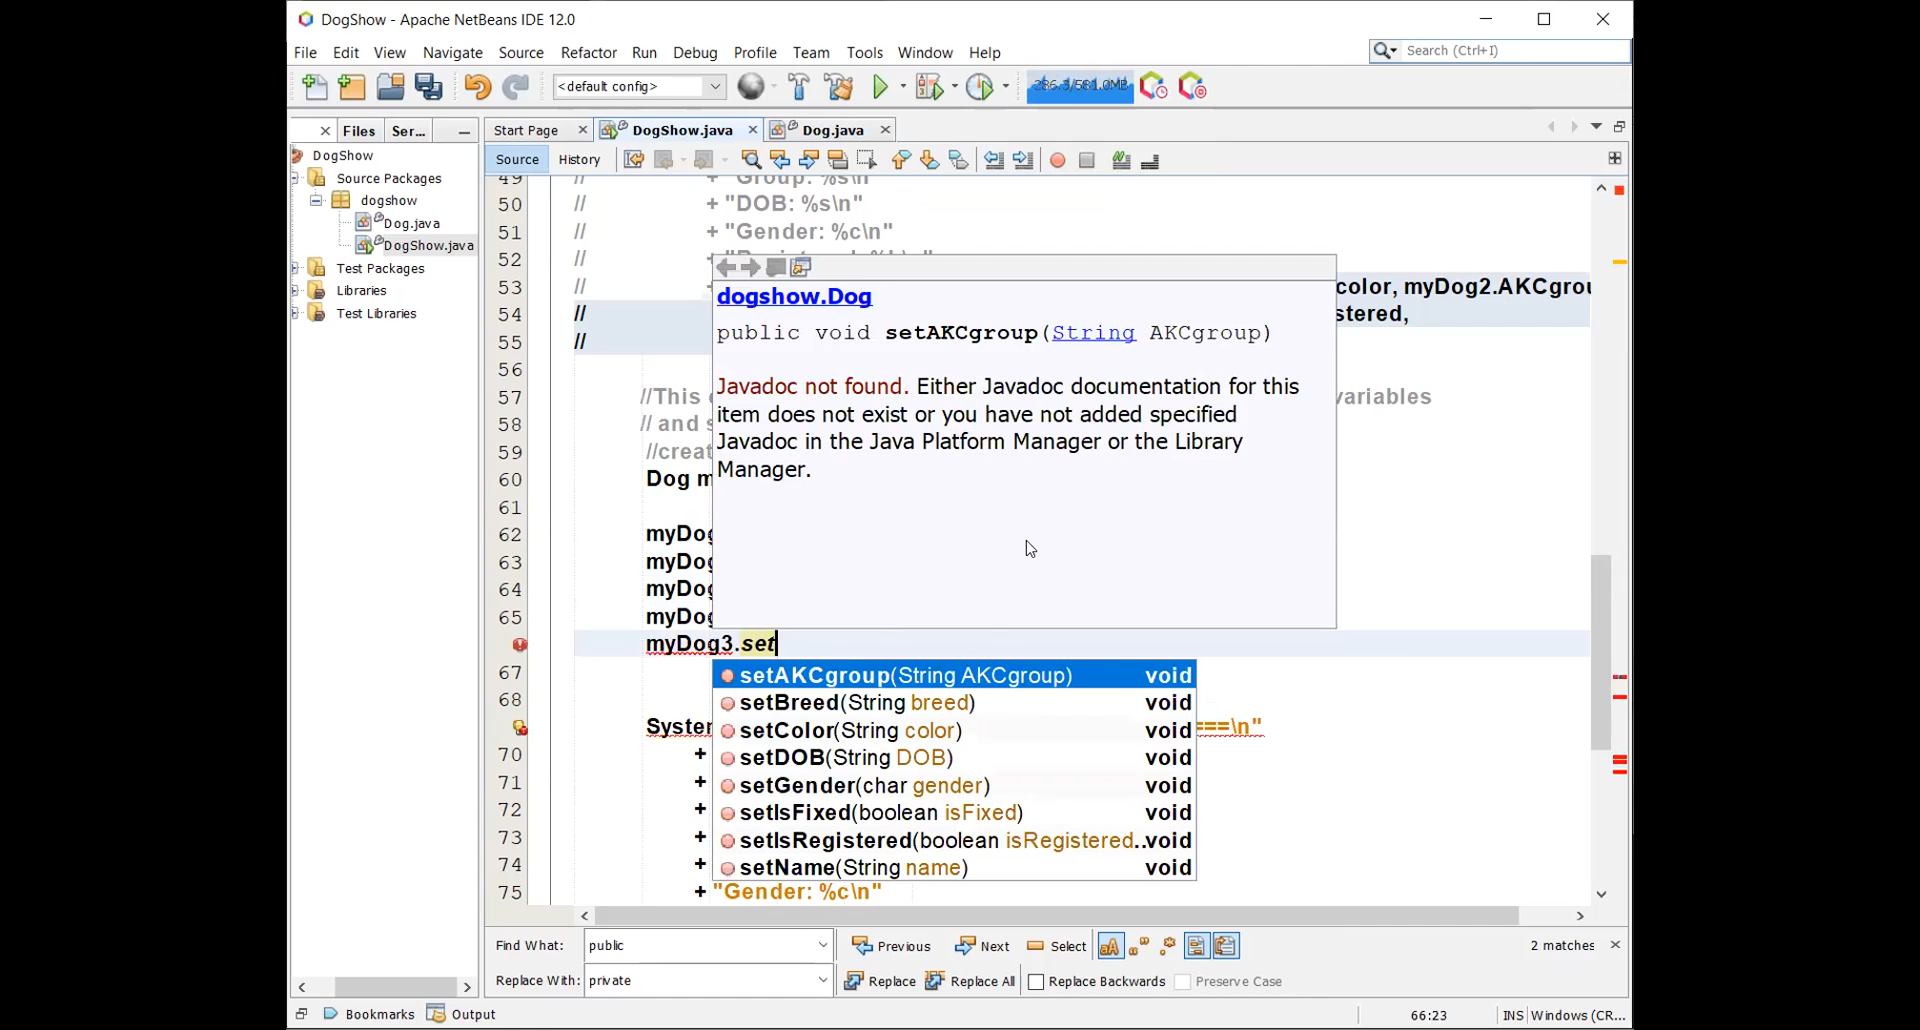 DogShow - Apache NetBeans IDE 12.0
File Edit View Navigate Source Refactor Run Debug Profile Team Tools Window Help
Search (Ctrl+I)
<default config>
286.3/581.0MB
Files Ser...
Start Page DogShow.java Dog.java
Source History
DogShow
Source Packages
dogshow
Dog.java
DogShow.java
Test Packages
Libraries
Test Libraries
49 // + "Group: %s\n"
50 // + "DOB: %s\n"
51 // + "Gender: %c\n"
52 //
53 // color, myDog2.AKCgrou
54 // stered,
55 //
56
57 //This variables
58 // and s
59 //creat
60 Dog m
61
62 myDog
63 myDog
64 myDog
65 myDog
myDog3.set
67
68
System ===\n"
70 +
71 +
72 +
73 +
74 +
75 + "Gender: %c\n"
dogshow.Dog
public void setAKCgroup(String AKCgroup)
Javadoc not found. Either Javadoc documentation for this
item does not exist or you have not added specified
Javadoc in the Java Platform Manager or the Library
Manager.
setAKCgroup(String AKCgroup) void
setBreed(String breed) void
setColor(String color) void
setDOB(String DOB) void
setGender(char gender) void
setIsFixed(boolean isFixed) void
setIsRegistered(boolean isRegistered.. void
setName(String name) void
Find What: public Previous Next Select aA 2 matches
Replace With: private Replace Replace All Replace Backwards Preserve Case
Bookmarks Output 66:23 INS Windows (CR...